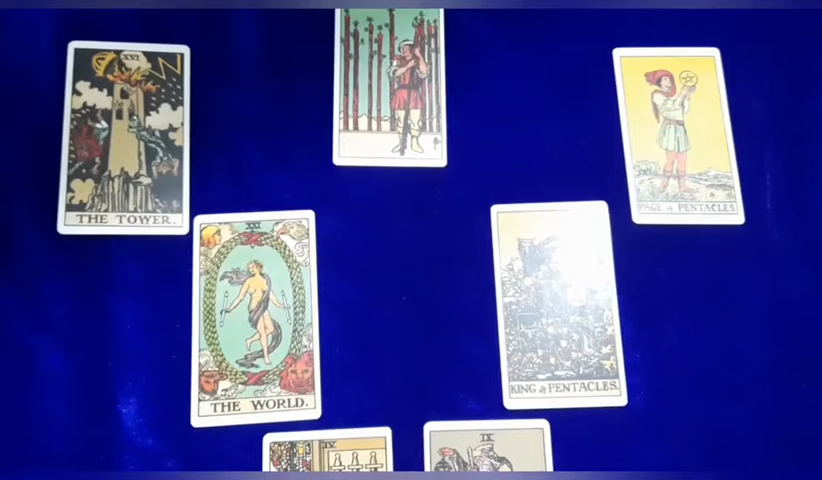 XVI
THE TOWER.
PAGE of PENTACLES.
XXI
THE WORLD.
KING of PENTACLES.
IV
IX